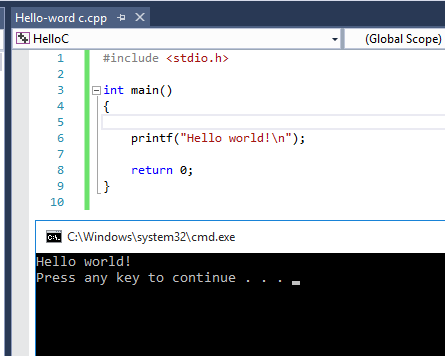 Hello-word c.cpp
HelloC (Global Scope)
1 #include <stdio.h>
2
3 int main()
4 {
5
6 printf("Hello world!\n");
7
8 return 0;
9 }
10
C:\Windows\system32\cmd.exe
Hello world!
Press any key to continue . . .